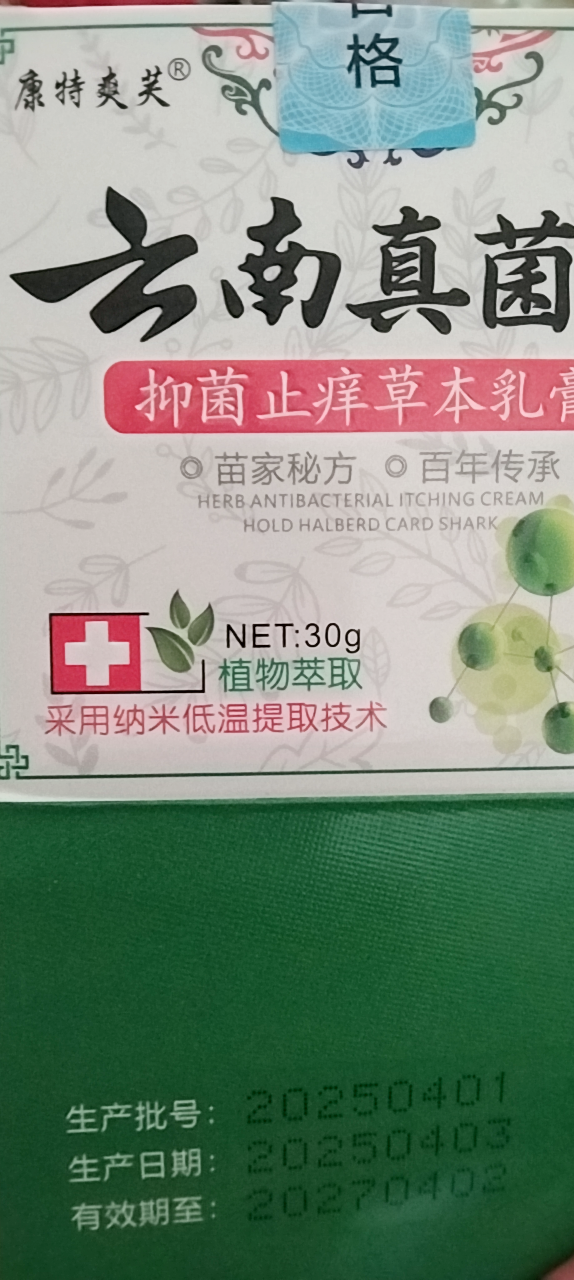 格
康特爽芙®
云南真菌
抑菌止痒草本乳膏
◎ 苗家秘方 ◎ 百年传承
HERB ANTIBACTERIAL ITCHING CREAM
HOLD HALBERD CARD SHARK
NET:30g
植物萃取
采用纳米低温提取技术
生产批号: 20250401
生产日期: 20250403
有效期至: 20270402